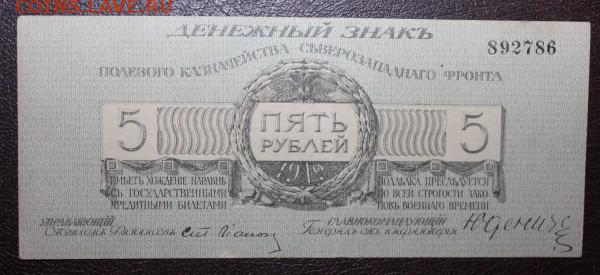 COINS.LAVE.RU
ДЕНЕЖНЫЙ ЗНАКЪ
892786
ПОЛЕВОГО КАЗНАЧЕЙСТВА СѢВЕРОЗАПАДНАГО ФРОНТА
5 ПЯТЬ РУБЛЕЙ 5
1919
ИМѢЕТЪ ХОЖДЕНІЕ НАРАВНѢ
СЪ ГОСУДАРСТВЕННЫМИ
КРЕДИТНЫМИ БИЛЕТАМИ
ПОДДѢЛКА ПРЕСЛѢДУЕТСЯ
ПО ВСЕЙ СТРОГОСТИ ЗАКО
НОВЪ ВОЕННАГО ВРЕМЕНИ
УПРАВЛЯЮЩІЙ
ГЛАВНОКОМАНДУЮЩІЙ
Генералъ отъ инфантеріи